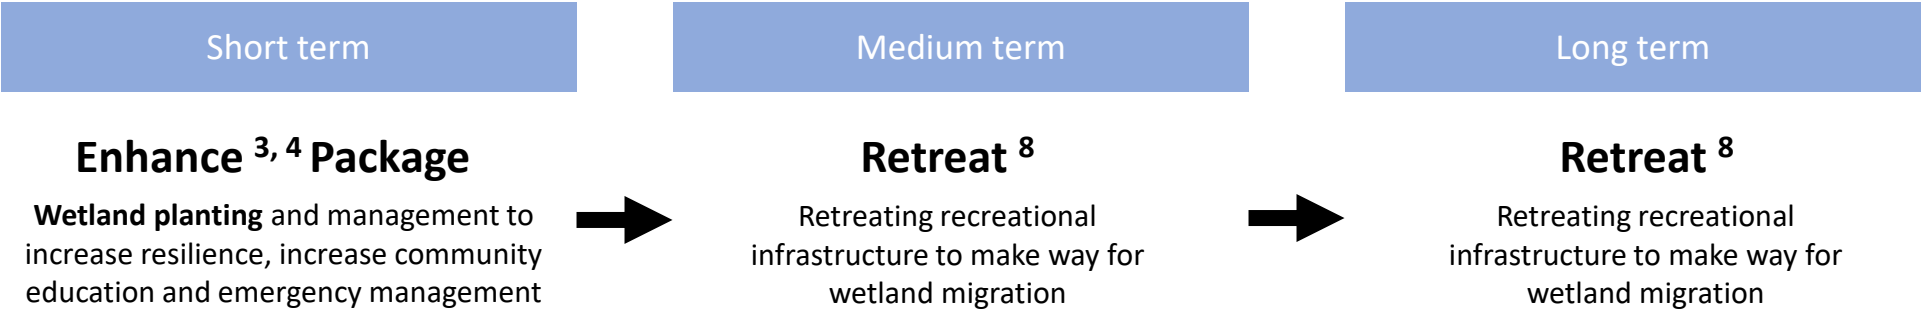 Short term
Enhance 3, 4 Package
Wetland planting and management to
increase resilience, increase community
education and emergency management
Medium term
Retreat 8
Retreating recreational
infrastructure to make way for
wetland migration
Long term
Retreat 8
Retreating recreational
infrastructure to make way for
wetland migration